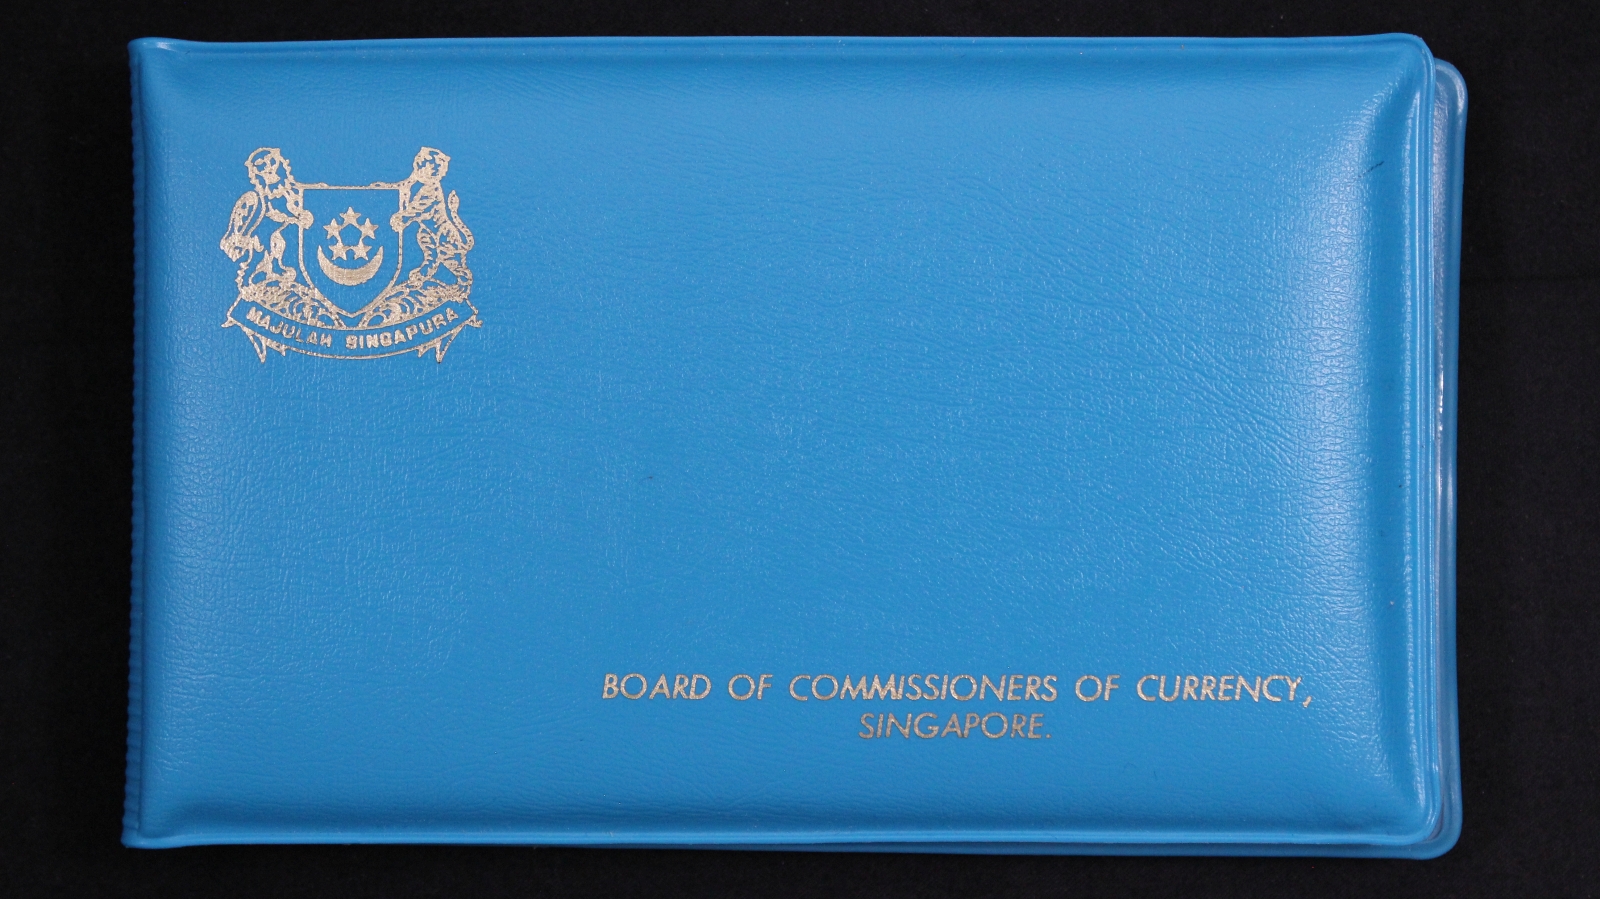 MAJULAH SINGAPURA
BOARD OF COMMISSIONERS OF CURRENCY,
SINGAPORE.